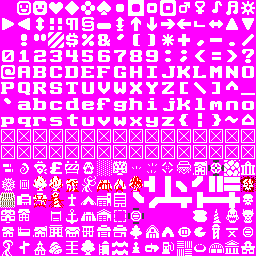 ☺☻♥♦♣♠•◘○◙♂♀♪♫☼
►◄↕‼¶§▬↨↑↓→←∟↔▲▼
!"#$%&'()*+,-./
0123456789:;<=>?
@ABCDEFGHIJKLMNO
PQRSTUVWXYZ[\]^_
`abcdefghijklmno
pqrstuvwxyz{¦}~⌂